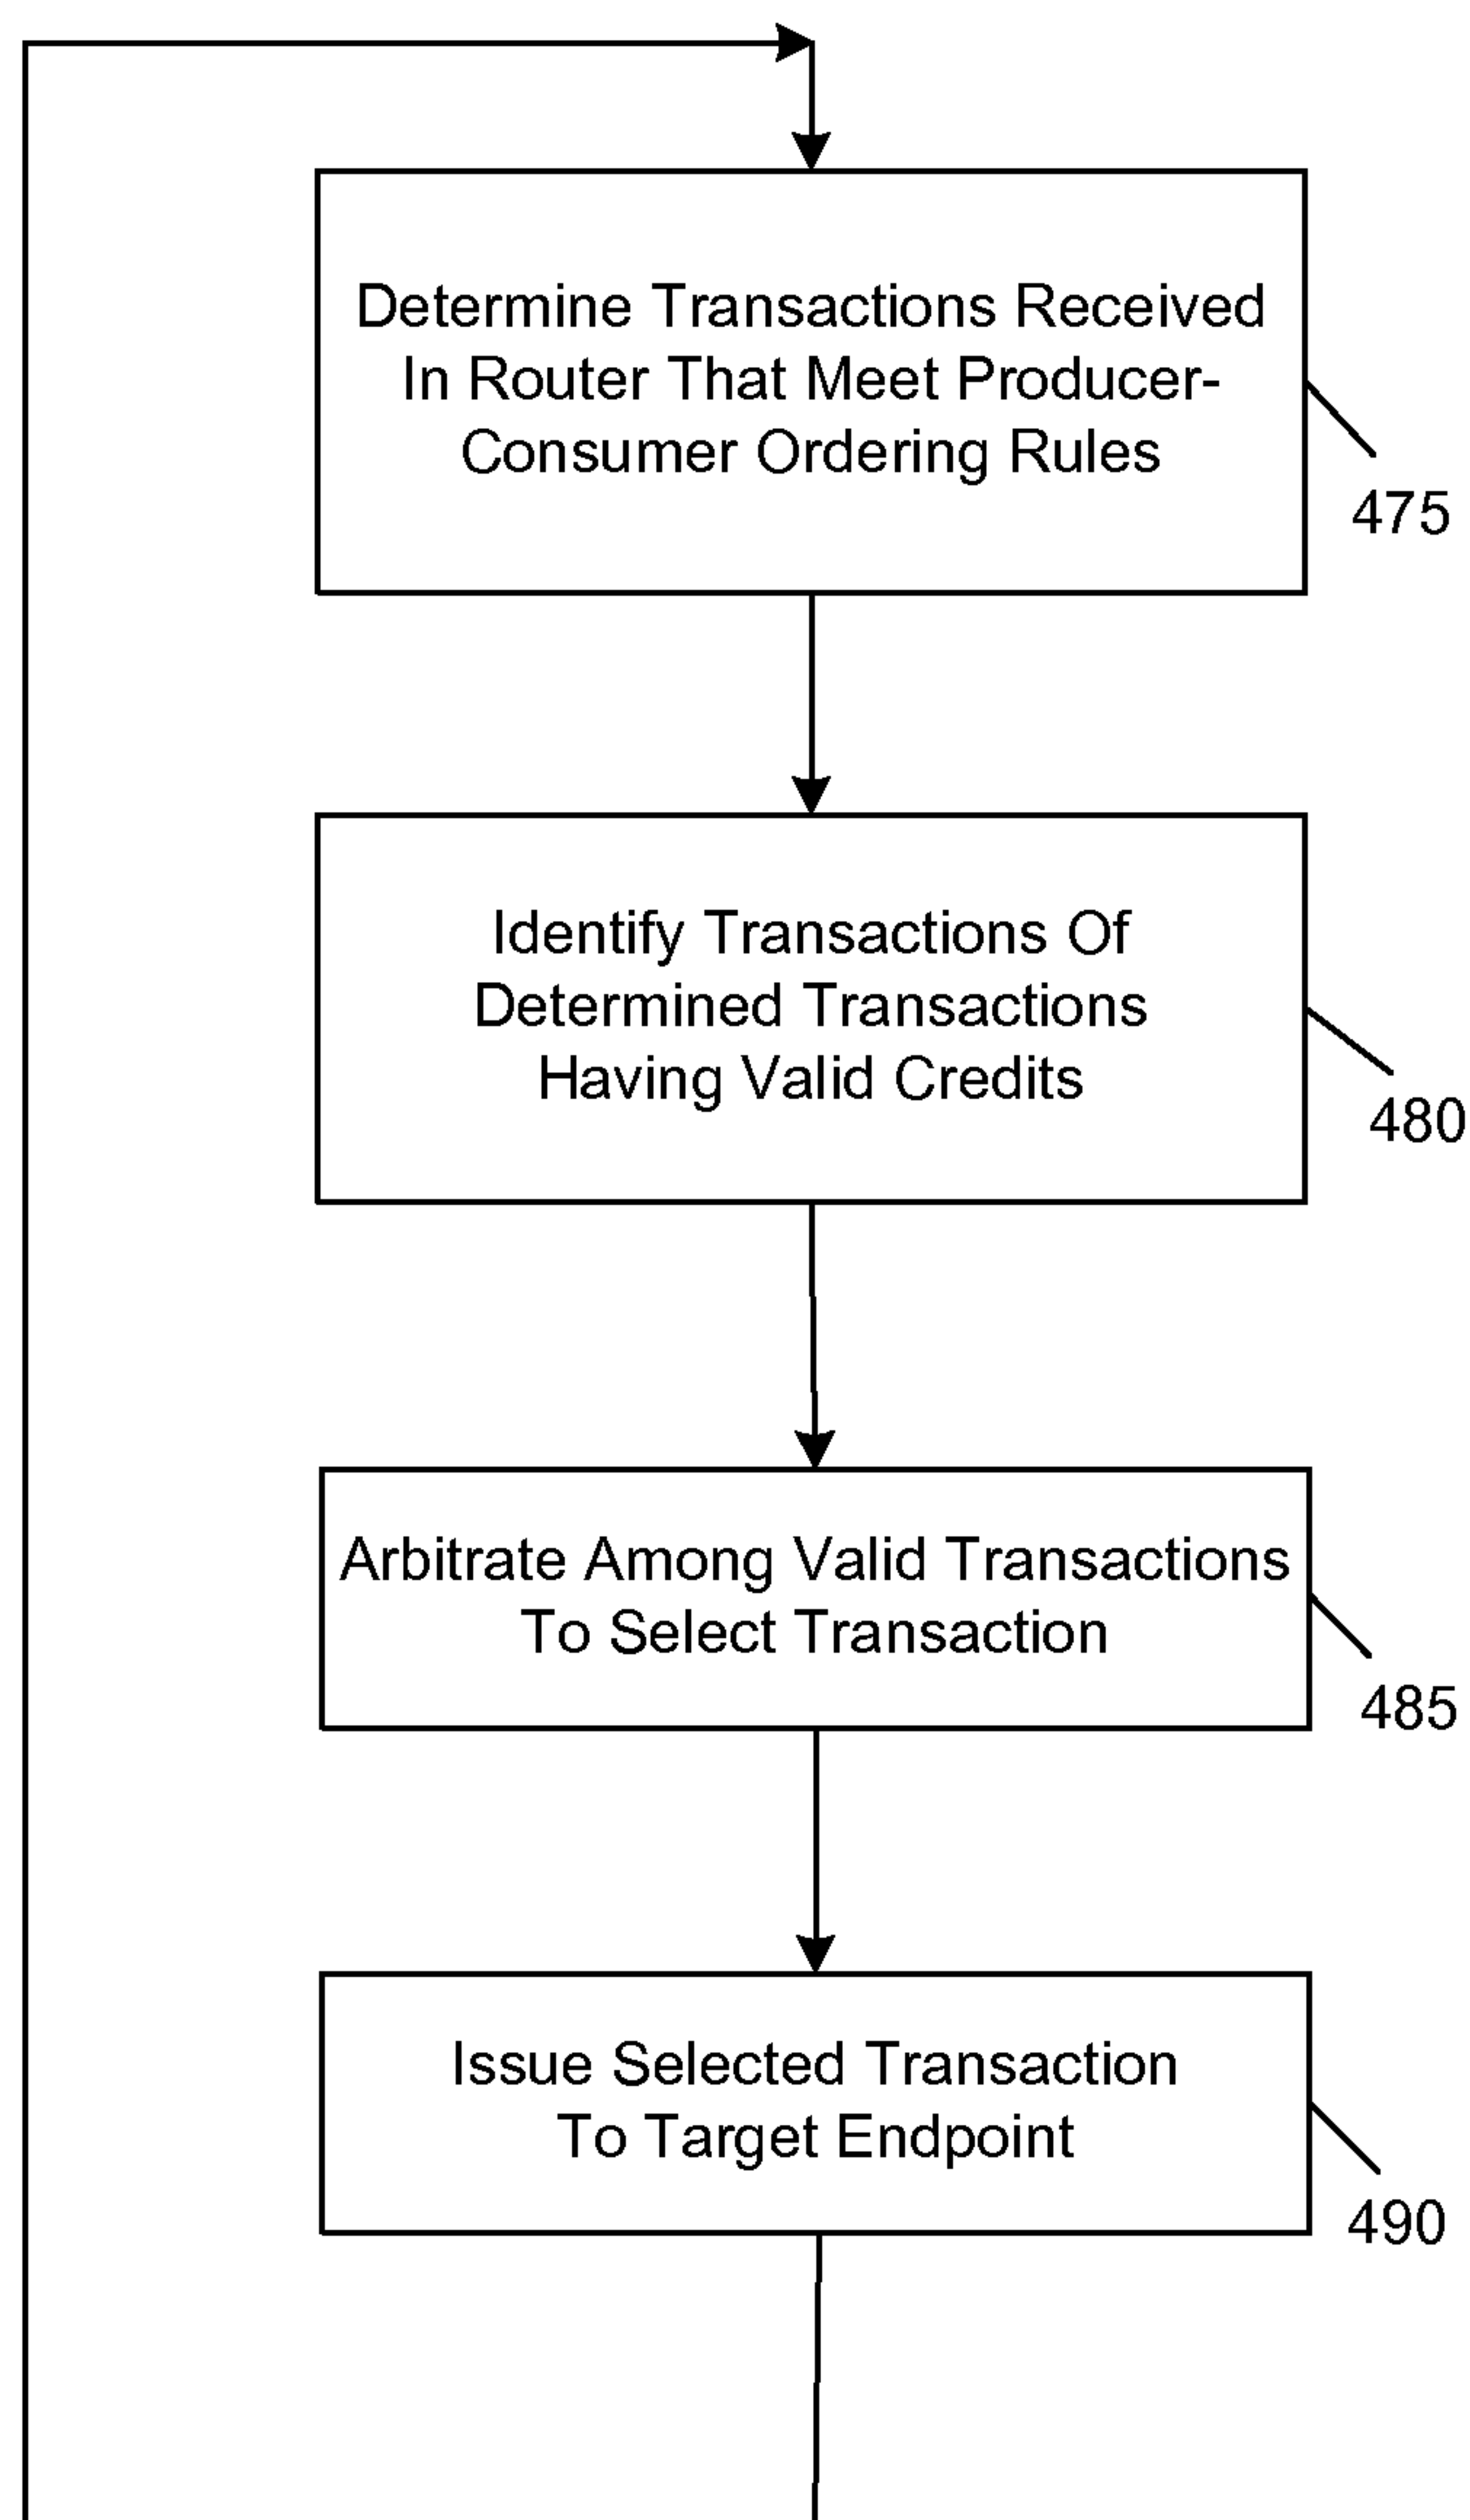 Determine Transactions Received
In Router That Meet Producer-
Consumer Ordering Rules
475
Identify Transactions Of
Determined Transactions
Having Valid Credits
480
Arbitrate Among Valid Transactions
To Select Transaction
485
Issue Selected Transaction
To Target Endpoint
490